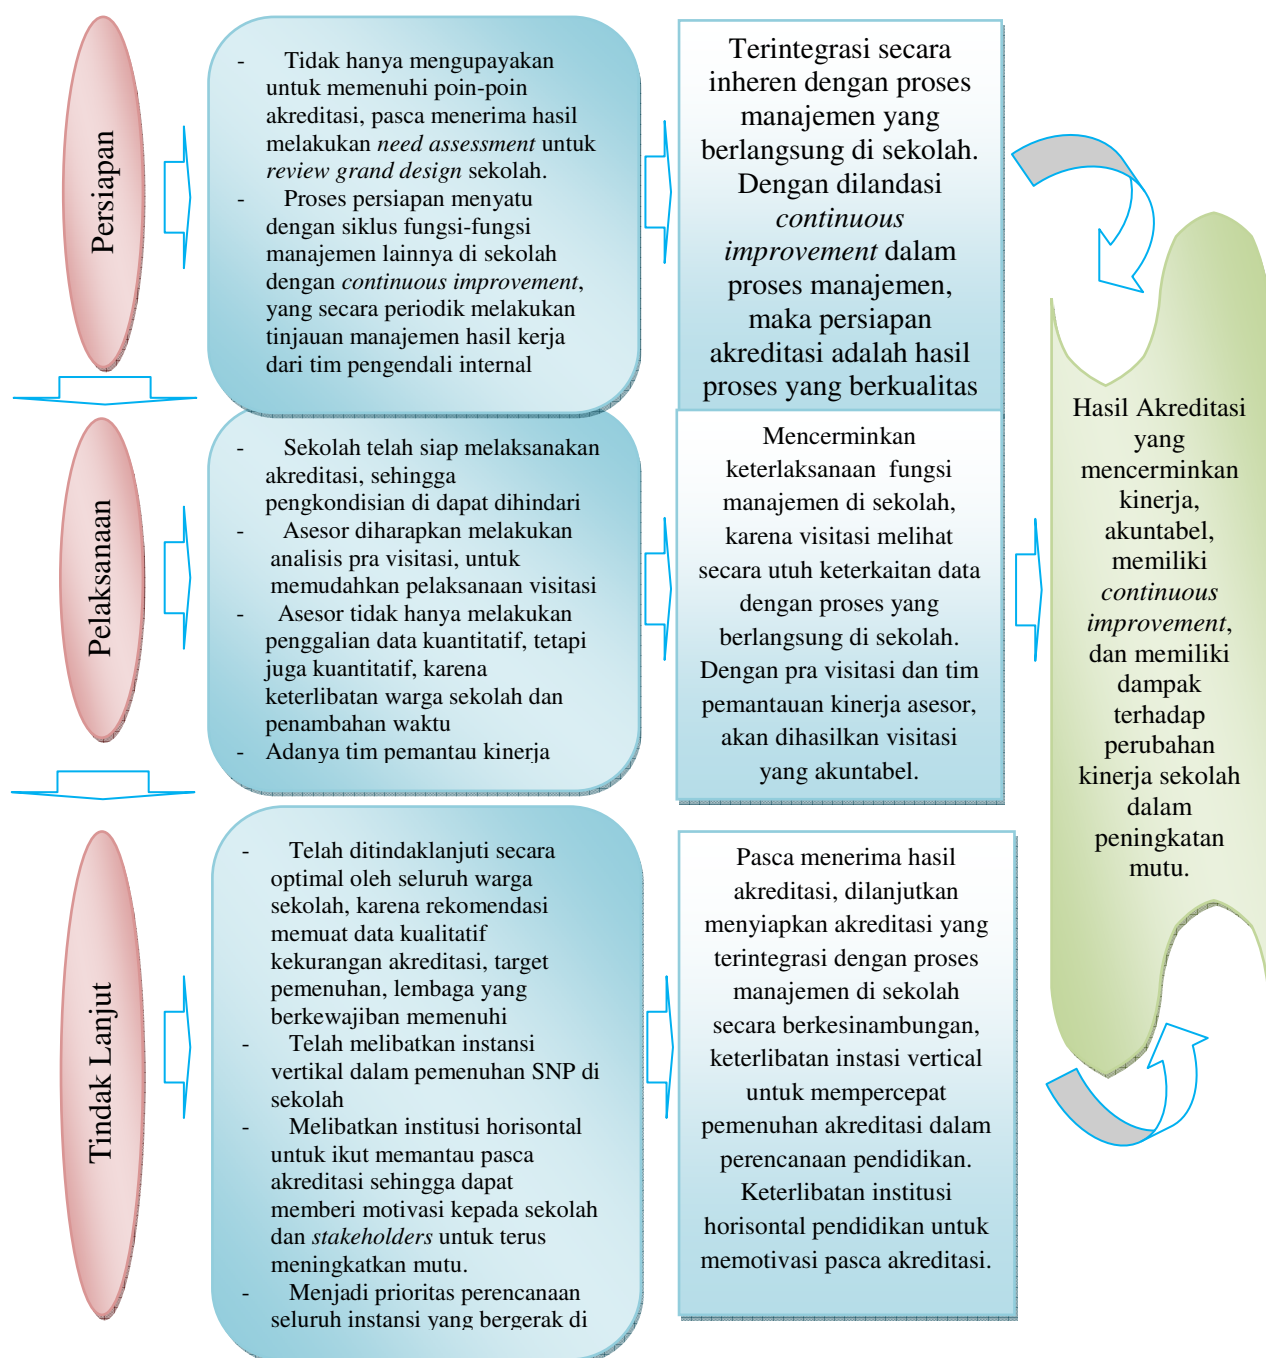 Persiapan
- Tidak hanya mengupayakan
untuk memenuhi poin-poin
akreditasi, pasca menerima hasil
melakukan need assessment untuk
review grand design sekolah.
- Proses persiapan menyatu
dengan siklus fungsi-fungsi
manajemen lainnya di sekolah
dengan continuous improvement,
yang secara periodik melakukan
tinjauan manajemen hasil kerja
dari tim pengendali internal
Terintegrasi secara
inheren dengan proses
manajemen yang
berlangsung di sekolah.
Dengan dilandasi
continuous
improvement dalam
proses manajemen,
maka persiapan
akreditasi adalah hasil
proses yang berkualitas
Pelaksanaan
- Sekolah telah siap melaksanakan
akreditasi, sehingga
pengkondisian di dapat dihindari
- Asesor diharapkan melakukan
analisis pra visitasi, untuk
memudahkan pelaksanaan visitasi
- Asesor tidak hanya melakukan
penggalian data kuantitatif, tetapi
juga kuantitatif, karena
keterlibatan warga sekolah dan
penambahan waktu
- Adanya tim pemantau kinerja
Mencerminkan
keterlaksanaan fungsi
manajemen di sekolah,
karena visitasi melihat
secara utuh keterkaitan data
dengan proses yang
berlangsung di sekolah.
Dengan pra visitasi dan tim
pemantauan kinerja asesor,
akan dihasilkan visitasi
yang akuntabel.
Tindak Lanjut
- Telah ditindaklanjuti secara
optimal oleh seluruh warga
sekolah, karena rekomendasi
memuat data kualitatif
kekurangan akreditasi, target
pemenuhan, lembaga yang
berkewajiban memenuhi
- Telah melibatkan instansi
vertikal dalam pemenuhan SNP di
sekolah
- Melibatkan institusi horisontal
untuk ikut memantau pasca
akreditasi sehingga dapat
memberi motivasi kepada sekolah
dan stakeholders untuk terus
meningkatkan mutu.
- Menjadi prioritas perencanaan
seluruh instansi yang bergerak di
Pasca menerima hasil
akreditasi, dilanjutkan
menyiapkan akreditasi yang
terintegrasi dengan proses
manajemen di sekolah
secara berkesinambungan,
keterlibatan instasi vertical
untuk mempercepat
pemenuhan akreditasi dalam
perencanaan pendidikan.
Keterlibatan institusi
horisontal pendidikan untuk
memotivasi pasca akreditasi.
Hasil Akreditasi
yang
mencerminkan
kinerja,
akuntabel,
memiliki
continuous
improvement,
dan memiliki
dampak
terhadap
perubahan
kinerja sekolah
dalam
peningkatan
mutu.